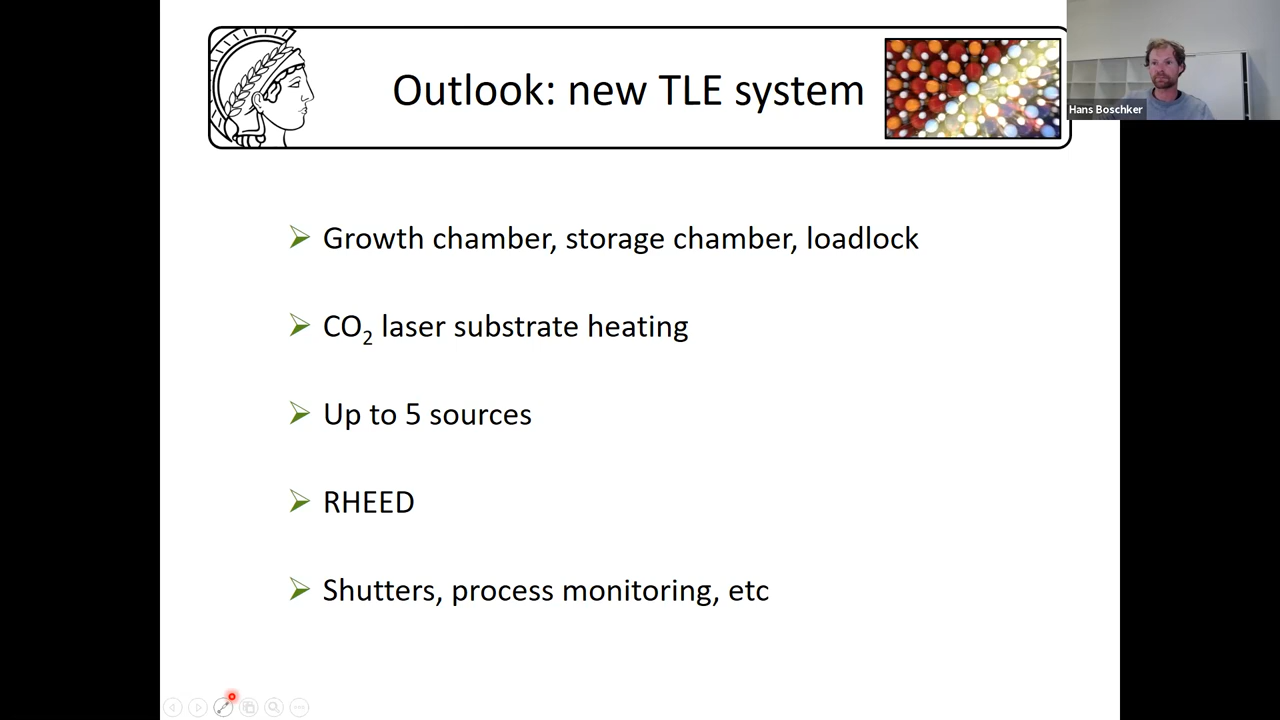 Outlook: new TLE system
Hans Boschker
Growth chamber, storage chamber, loadlock
CO₂ laser substrate heating
Up to 5 sources
RHEED
Shutters, process monitoring, etc